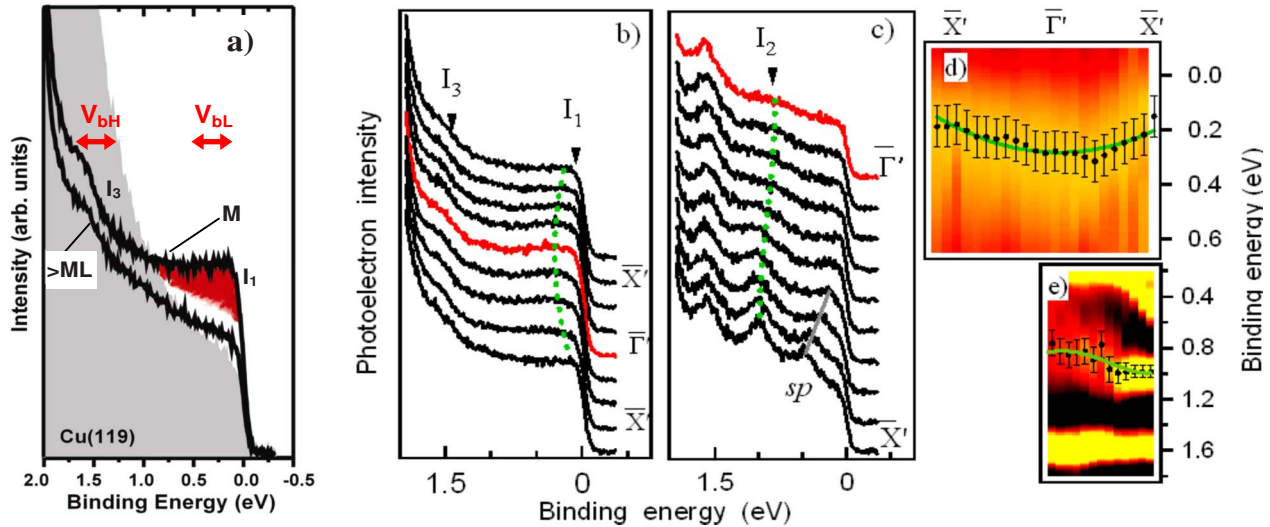 a)
V_bH
V_bL
I_3
M
>ML
I_1
Cu(119)
Intensity (arb. units)
2.0 1.5 1.0 0.5 0.0 -0.5
Binding Energy (eV)
b)
I_3
I_1
X̅'
Γ̅'
X̅'
Photoelectron intensity
1.5 0
c)
I_2
Γ̅'
sp
X̅'
1.5 0
Binding energy (eV)
X̅' Γ̅' X̅'
d)
0.0
0.2
0.4
0.6
e)
0.4
0.8
1.2
1.6
Binding energy (eV)